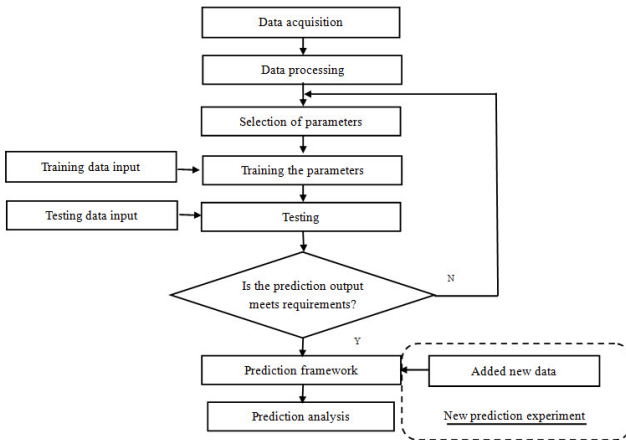 Data acquisition
Data processing
Selection of parameters
Training data input
Training the parameters
Testing data input
Testing
Is the prediction output
meets requirements?
N
Y
Prediction framework
Added new data
Prediction analysis
New prediction experiment